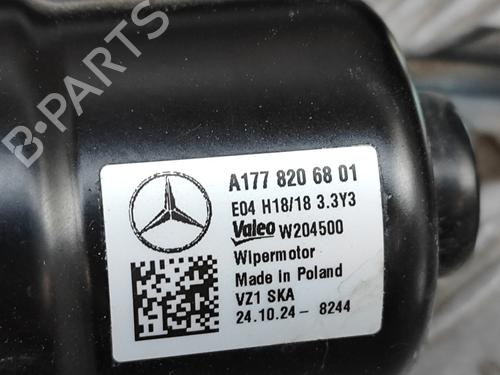 B-PARTS
A177 820 68 01
E04 H18/18 3.3Y3
Valeo W204500
Wipermotor
Made In Poland
VZ1 SKA
24.10.24- 8244